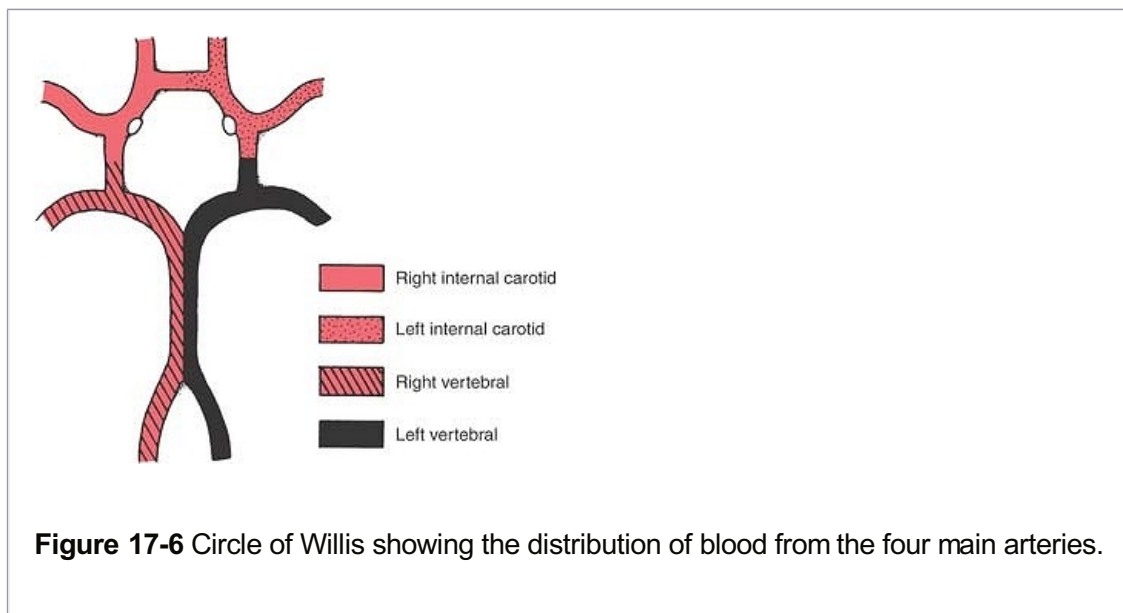 Right internal carotid
Left internal carotid
Right vertebral
Left vertebral
Figure 17-6 Circle of Willis showing the distribution of blood from the four main arteries.